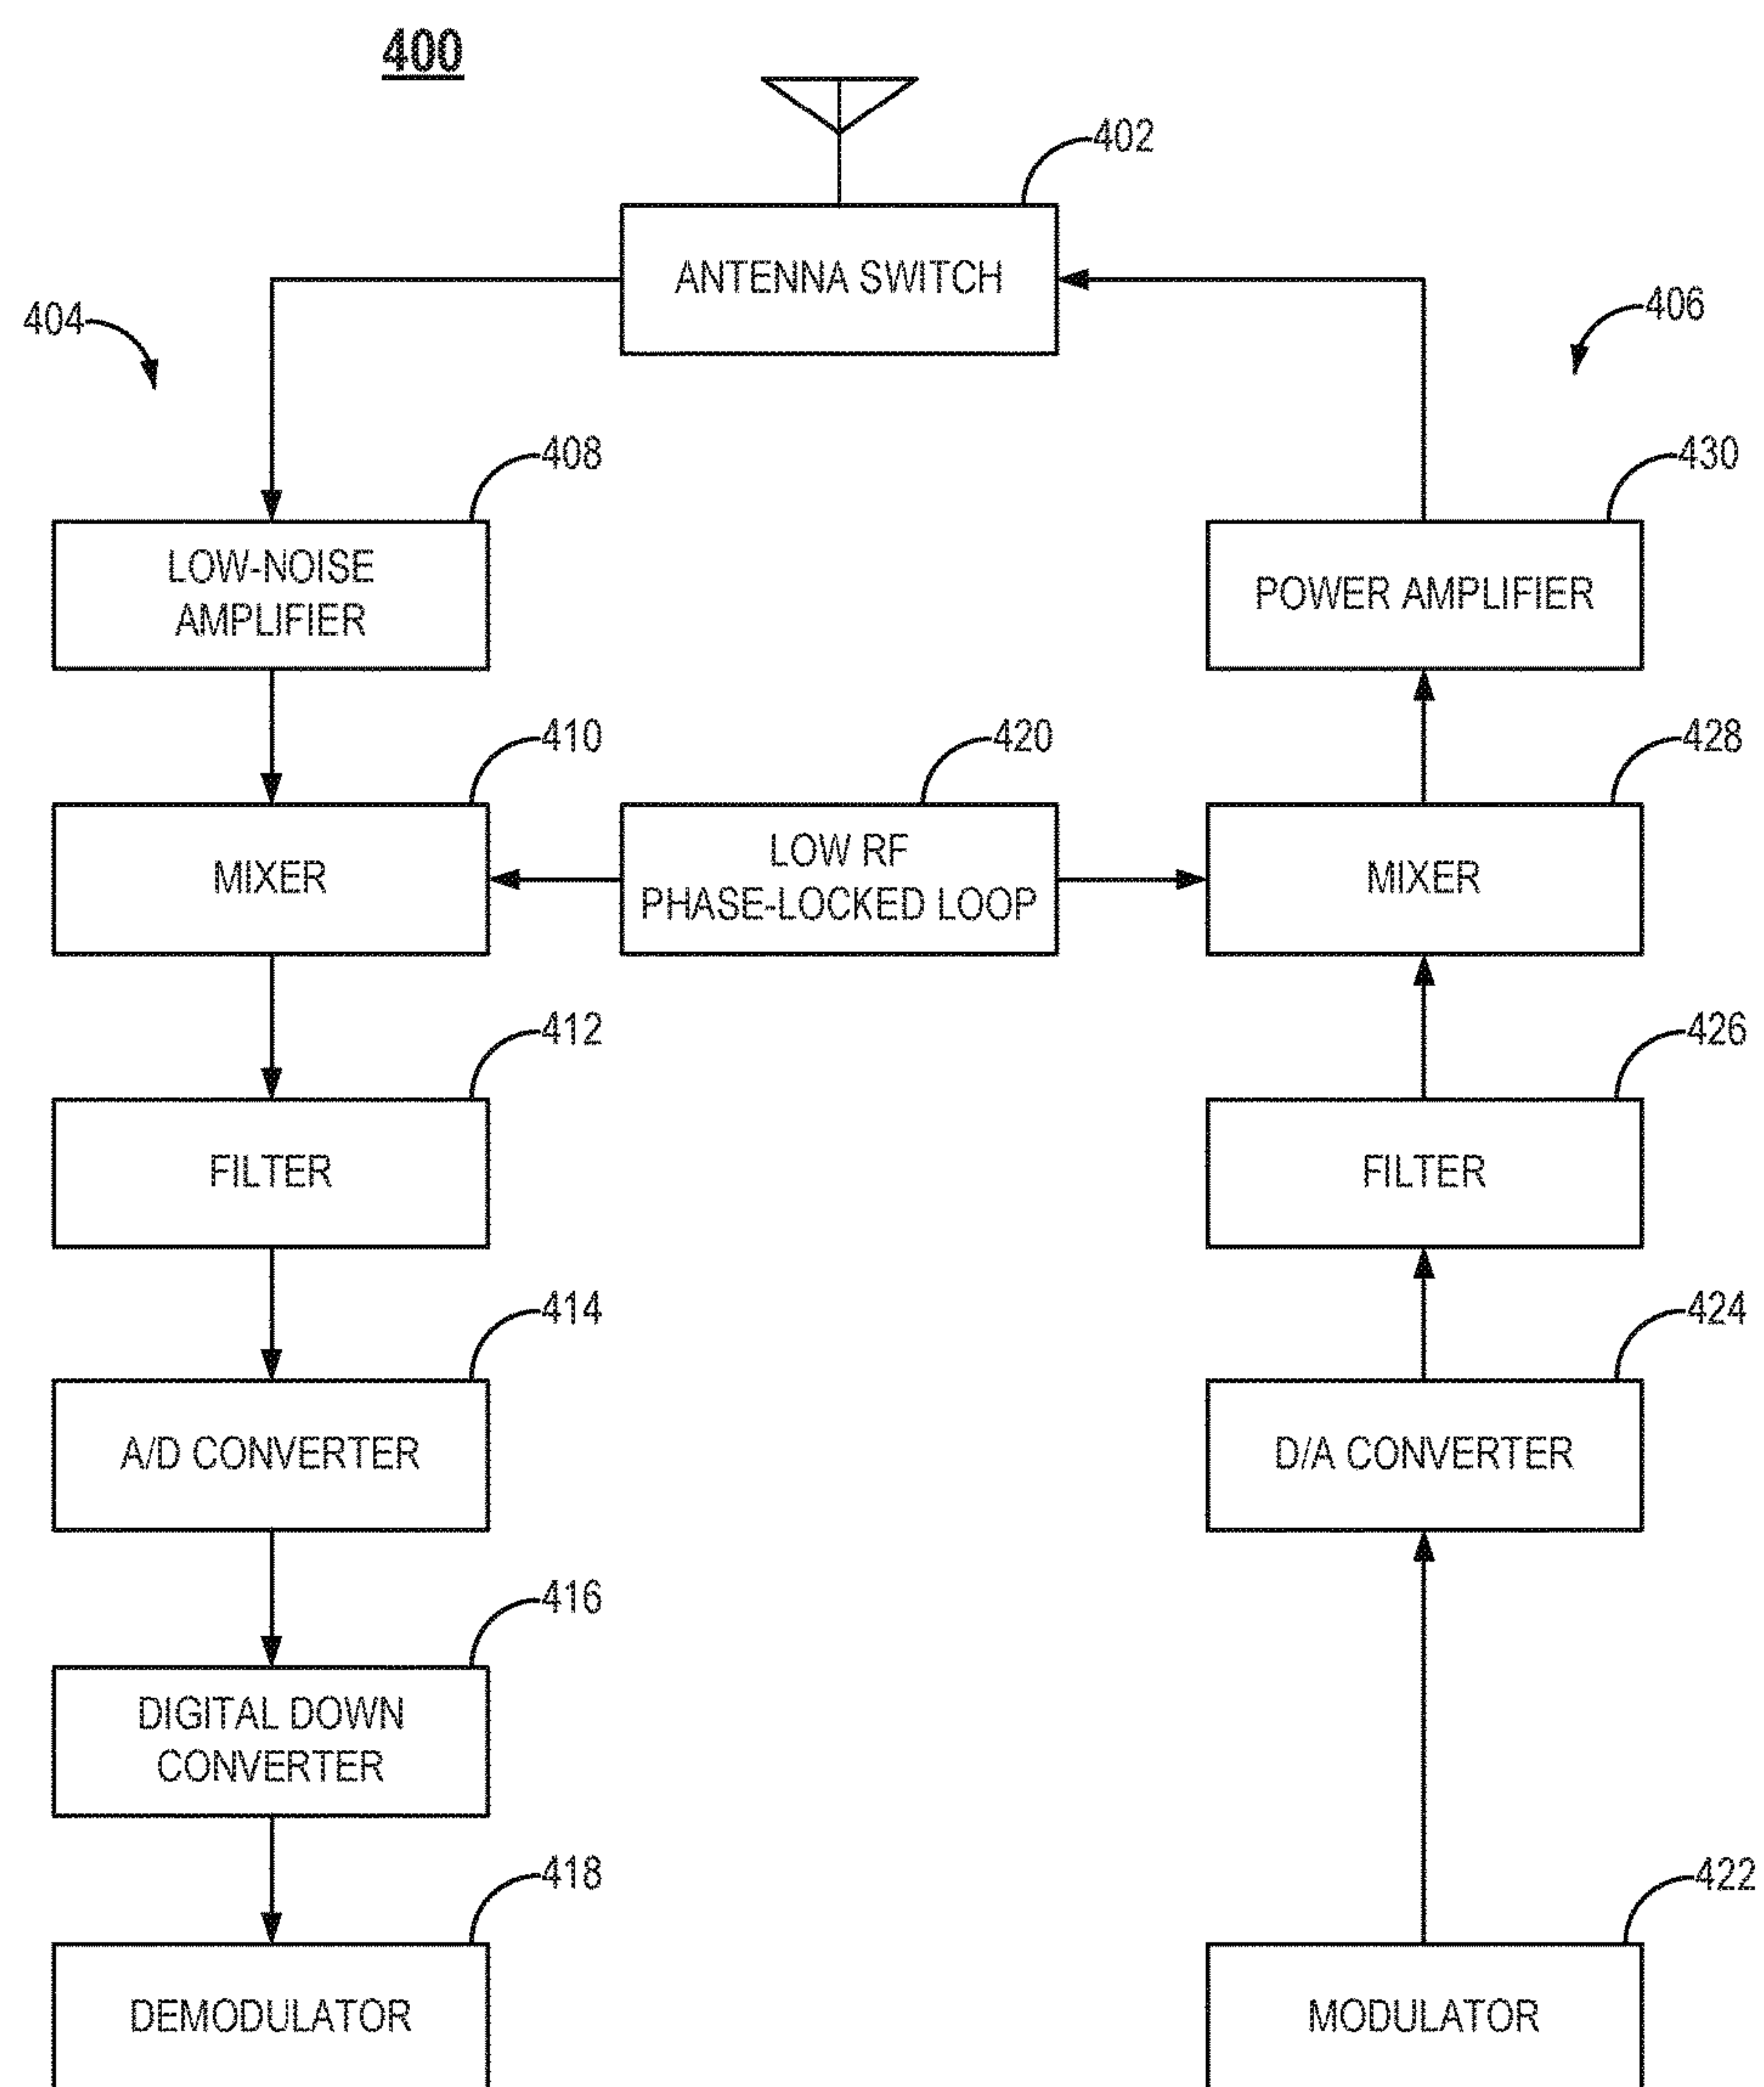 400
402
ANTENNA SWITCH
404
406
408
430
LOW-NOISE
AMPLIFIER
POWER AMPLIFIER
410
420
428
MIXER
LOW RF
PHASE-LOCKED LOOP
MIXER
412
426
FILTER
FILTER
414
424
A/D CONVERTER
D/A CONVERTER
416
DIGITAL DOWN
CONVERTER
418
422
DEMODULATOR
MODULATOR